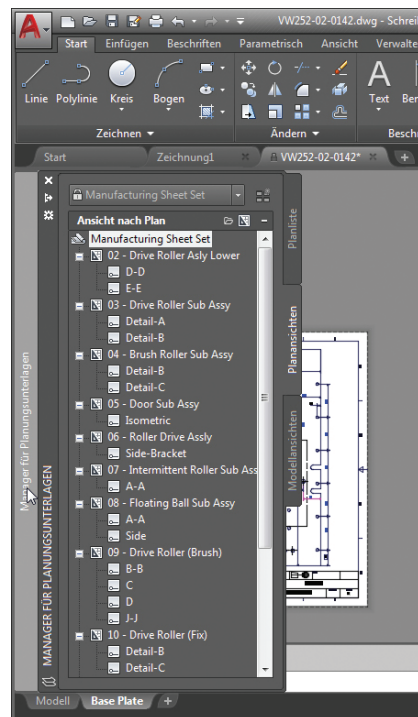 VW252-02-0142.dwg - Schrei
Start Einfügen Beschriften Parametrisch Ansicht Verwalte
Linie Polylinie Kreis Bogen Text Ber
Zeichnen Ändern Besch
Start Zeichnung1 VW252-02-0142*
Manufacturing Sheet Set
Ansicht nach Plan
Manufacturing Sheet Set
02 - Drive Roller Asly Lower
D-D
E-E
03 - Drive Roller Sub Assy
Detail-A
Detail-B
04 - Brush Roller Sub Assy
Detail-B
Detail-C
05 - Door Sub Assy
Isometric
06 - Roller Drive Assly
Side-Bracket
07 - Intermittent Roller Sub Ass
A-A
08 - Floating Ball Sub Assy
A-A
Side
09 - Drive Roller (Brush)
B-B
C
D
J-J
10 - Drive Roller (Fix)
Detail-B
Detail-C
Planliste
Planansichten
Modellansichten
Manager für Planungsunterlagen
MANAGER FÜR PLANUNGSUNTERLAGEN
Modell Base Plate +